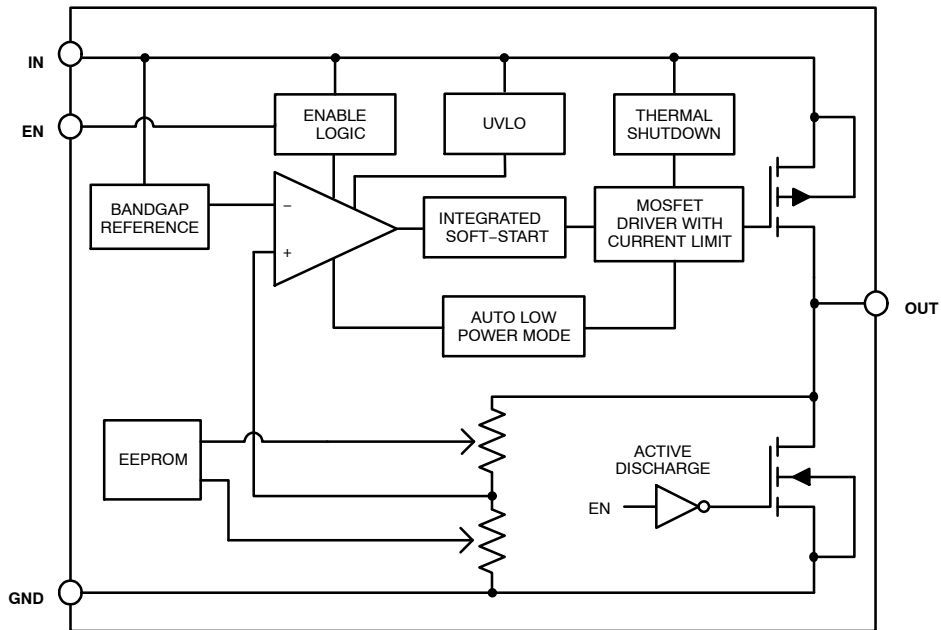 IN
EN
ENABLE
LOGIC
UVLO
THERMAL
SHUTDOWN
BANDGAP
REFERENCE
−
+
INTEGRATED
SOFT−START
MOSFET
DRIVER WITH
CURRENT LIMIT
AUTO LOW
POWER MODE
OUT
EEPROM
ACTIVE
DISCHARGE
EN
GND